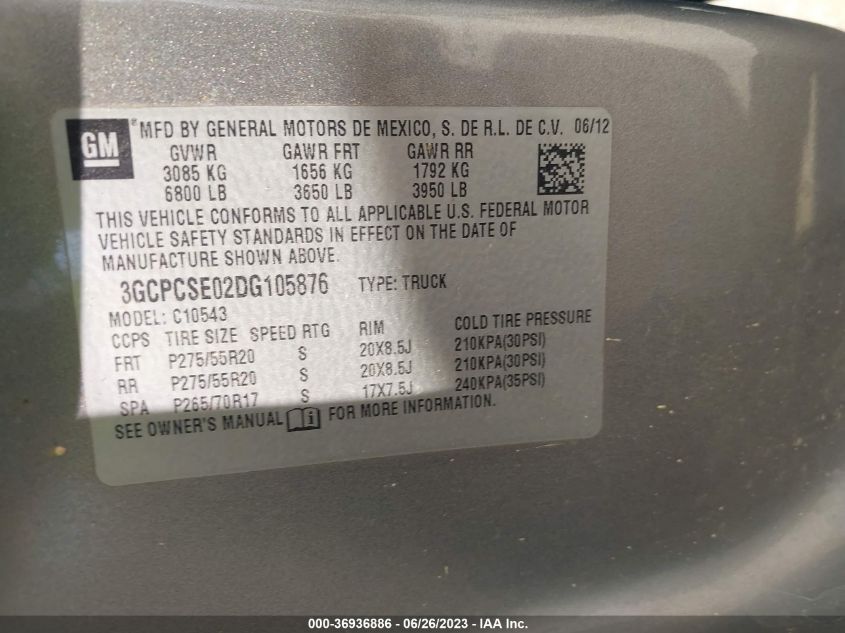 GM
®MFD BY GENERAL MOTORS DE MEXICO, S. DE R.L. DE C.V. 06/12
GVWR GAWR FRT GAWR RR
3085 KG 1656 KG 1792 KG
6800 LB 3650 LB 3950 LB
THIS VEHICLE CONFORMS TO ALL APPLICABLE U.S. FEDERAL MOTOR
VEHICLE SAFETY STANDARDS IN EFFECT ON THE DATE OF
MANUFACTURE SHOWN ABOVE.
3GCPCSE02DG105876 TYPE: TRUCK
MODEL: C10543
CCPS TIRE SIZE SPEED RTG RIM COLD TIRE PRESSURE
FRT P275/55R20 S 20X8.5J 210KPA(30PSI)
RR P275/55R20 S 20X8.5J 210KPA(30PSI)
SPA P265/70R17 S 17X7.5J 240KPA(35PSI)
SEE OWNER'S MANUAL i FOR MORE INFORMATION.
000-36936886 - 06/26/2023 - IAA Inc.